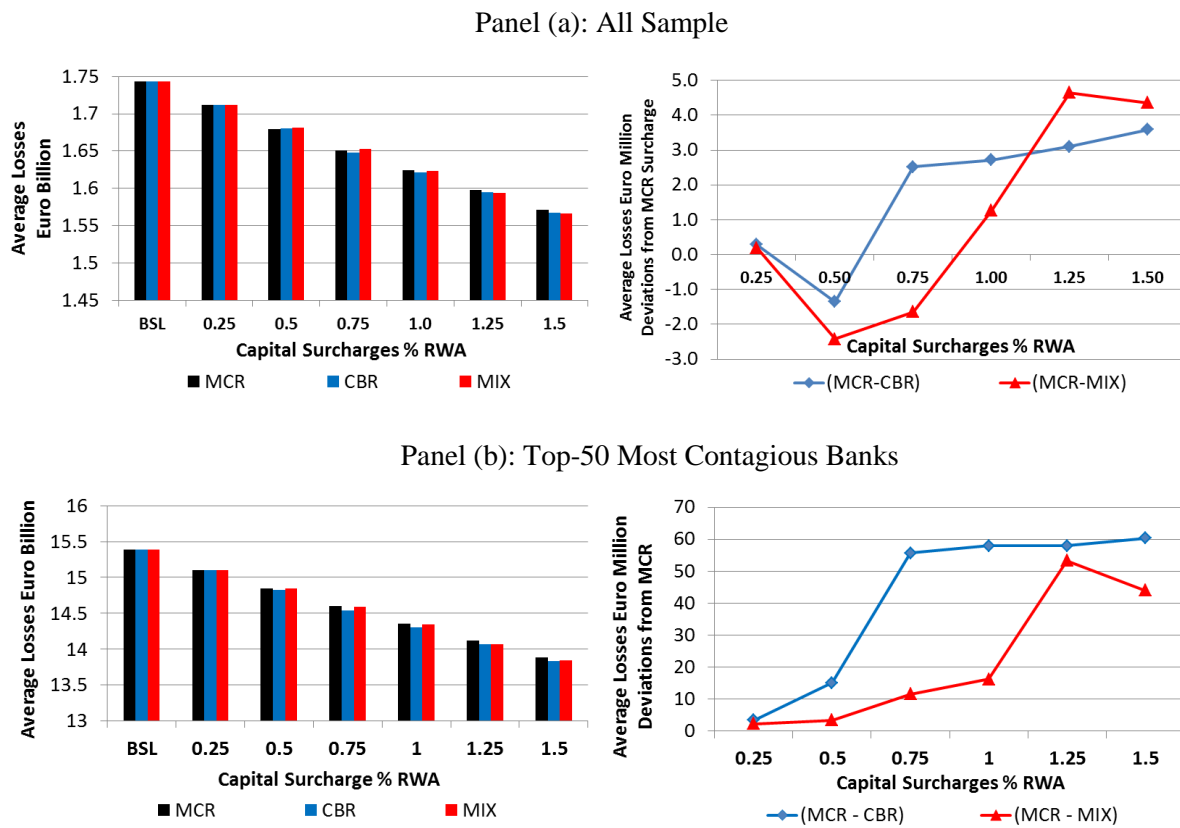 Panel (a): All Sample
Average Losses
Euro Billion
1.75
1.7
1.65
1.6
1.55
1.5
1.45
BSL 0.25 0.5 0.75 1.0 1.25 1.5
Capital Surcharges % RWA
MCR CBR MIX
Average Losses Euro Million
Deviations from MCR Surcharge
5.0
4.0
3.0
2.0
1.0
0.0
-1.0
-2.0
-3.0
0.25 0.50 0.75 1.00 1.25 1.50
Capital Surcharges % RWA
(MCR-CBR) (MCR-MIX)
Panel (b): Top-50 Most Contagious Banks
Average Losses Euro Billion
16
15.5
15
14.5
14
13.5
13
BSL 0.25 0.5 0.75 1 1.25 1.5
Capital Surcharge % RWA
MCR CBR MIX
Average Losses Euro Million
Deviations from MCR
70
60
50
40
30
20
10
0
0.25 0.5 0.75 1 1.25 1.5
Capital Surcharges % RWA
(MCR - CBR) (MCR - MIX)